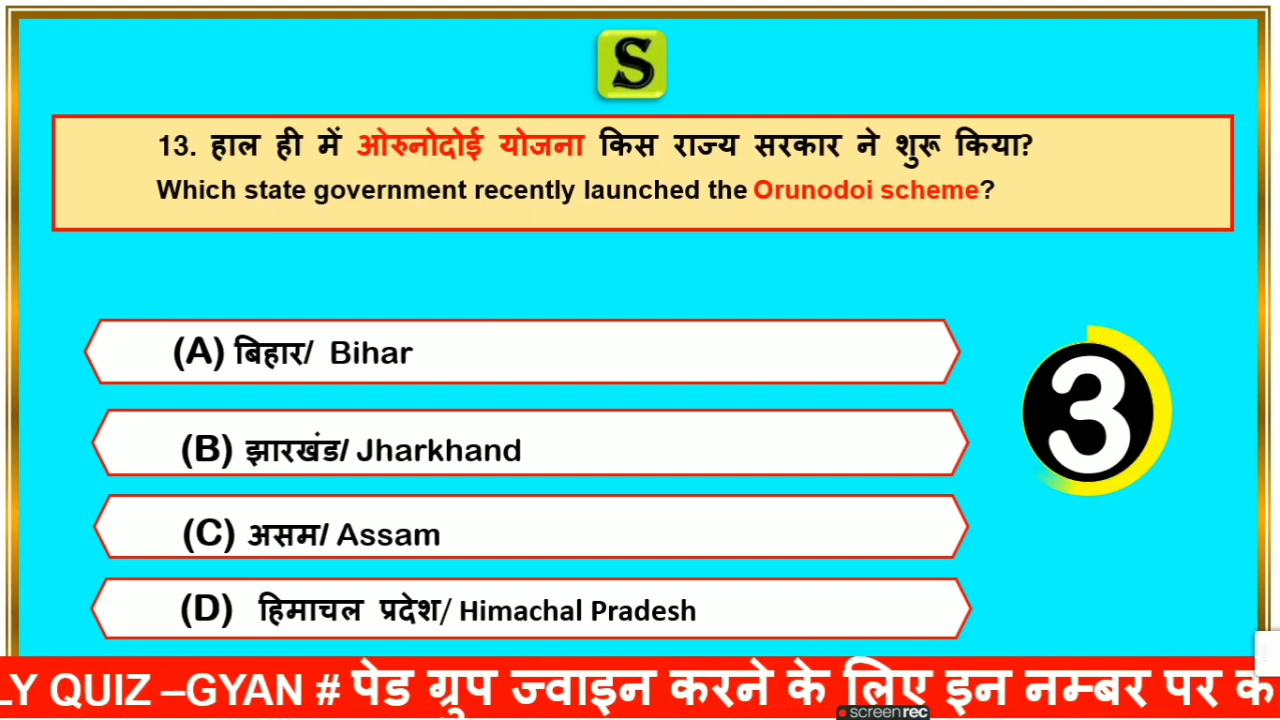 S
13. हाल ही में ओरुनोदोई योजना किस राज्य सरकार ने शुरू किया?
Which state government recently launched the Orunodoi scheme?
(A) बिहार/ Bihar
3
(B) झारखंड/ Jharkhand
(C) असम/ Assam
(D) हिमाचल प्रदेश/ Himachal Pradesh
LY QUIZ –GYAN # पेड ग्रुप ज्वाइन करने के लिए इन नम्बर पर क
screenrec